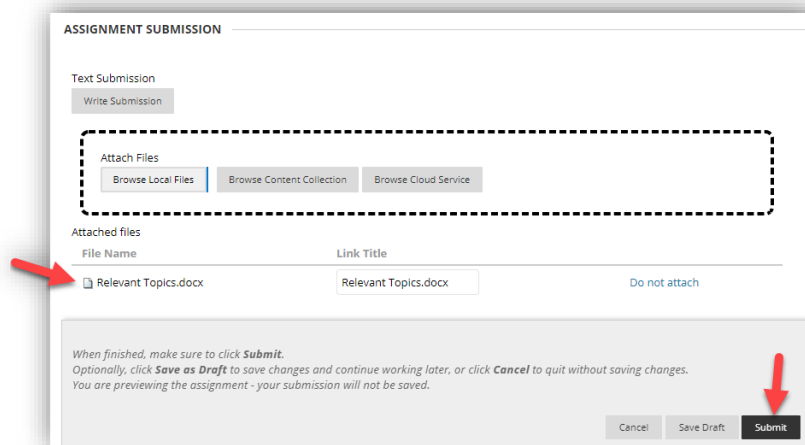 ASSIGNMENT SUBMISSION
Text Submission
Write Submission
Attach Files
Browse Local Files Browse Content Collection Browse Cloud Service
Attached files
File Name Link Title
Relevant Topics.docx Relevant Topics.docx Do not attach
When finished, make sure to click Submit.
Optionally, click Save as Draft to save changes and continue working later, or click Cancel to quit without saving changes.
You are previewing the assignment - your submission will not be saved.
Cancel Save Draft Submit